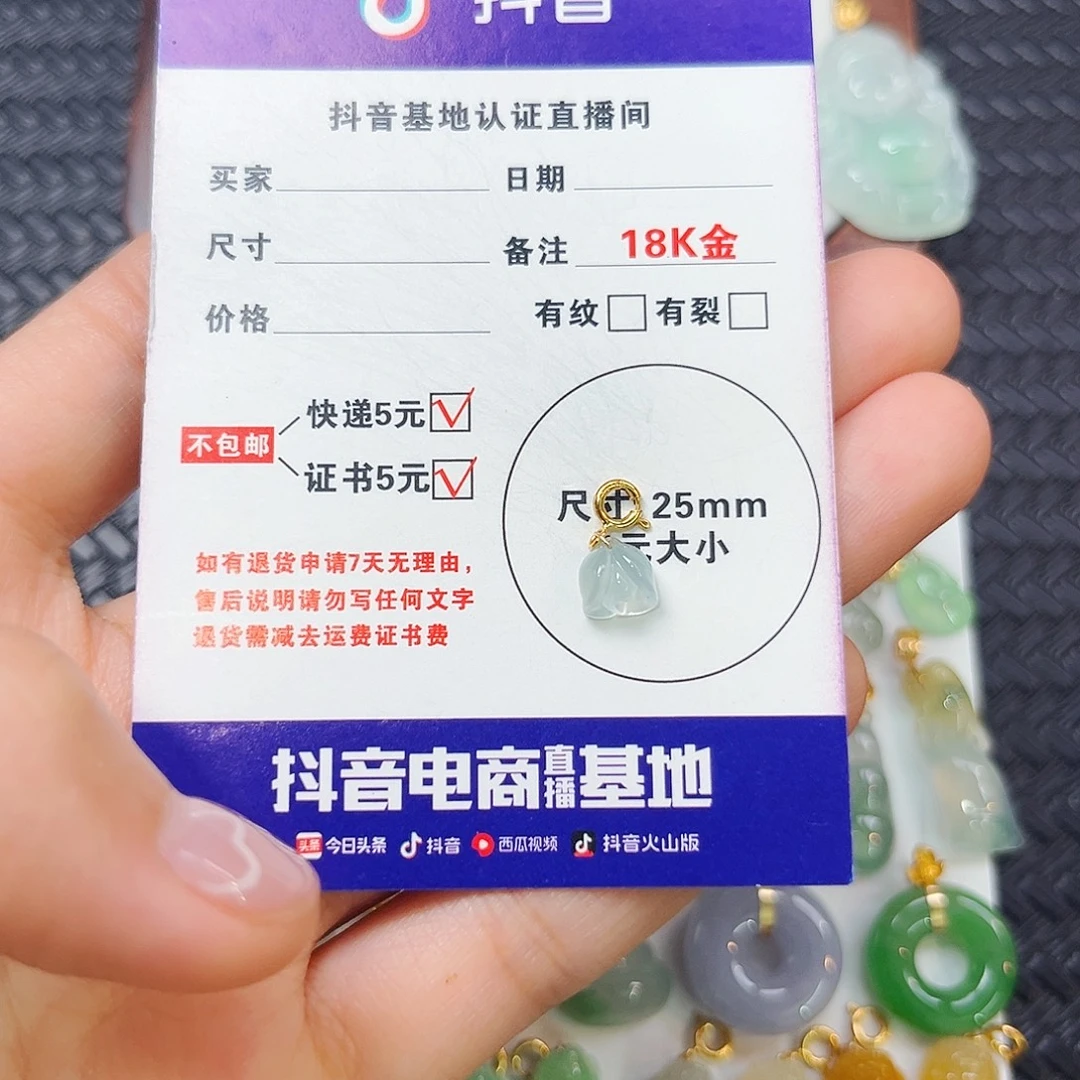 抖音
抖音基地认证直播间
买家 日期
尺寸 备注 18K金
价格 有纹 有裂
快递5元
不包邮
证书5元
尺寸 25mm
元大小
如有退货申请7天无理由,
售后说明请勿写任何文字
退货需减去运费证书费
抖音电商直播基地
头条 今日头条 抖音 西瓜视频 抖音火山版